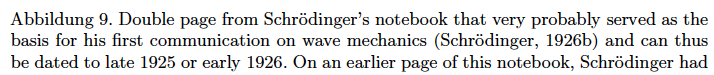 Abbildung 9. Double page from Schrödinger's notebook that very probably served as the
basis for his first communication on wave mechanics (Schrödinger, 1926b) and can thus
be dated to late 1925 or early 1926. On an earlier page of this notebook, Schrödinger had